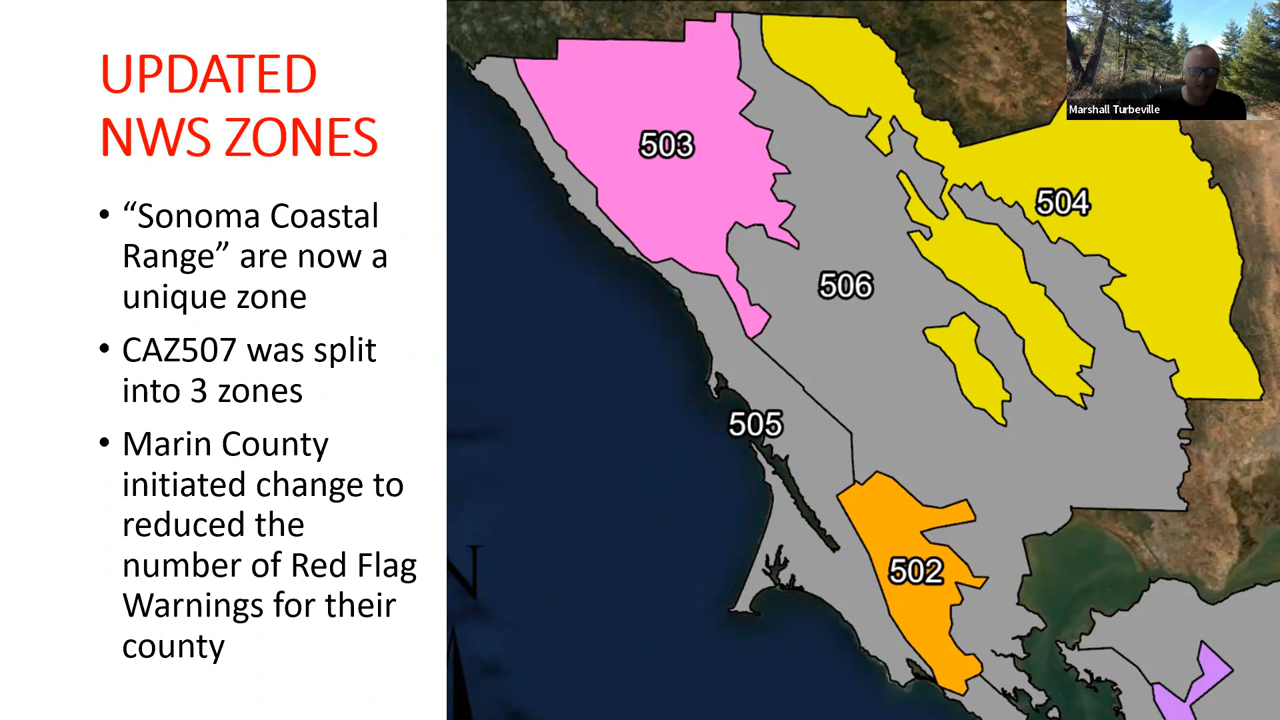 UPDATED
NWS ZONES
• “Sonoma Coastal
Range” are now a
unique zone
• CAZ507 was split
into 3 zones
• Marin County
initiated change to
reduced the
number of Red Flag
Warnings for their
county
Marshall Turbeville
503
504
506
505
502
N